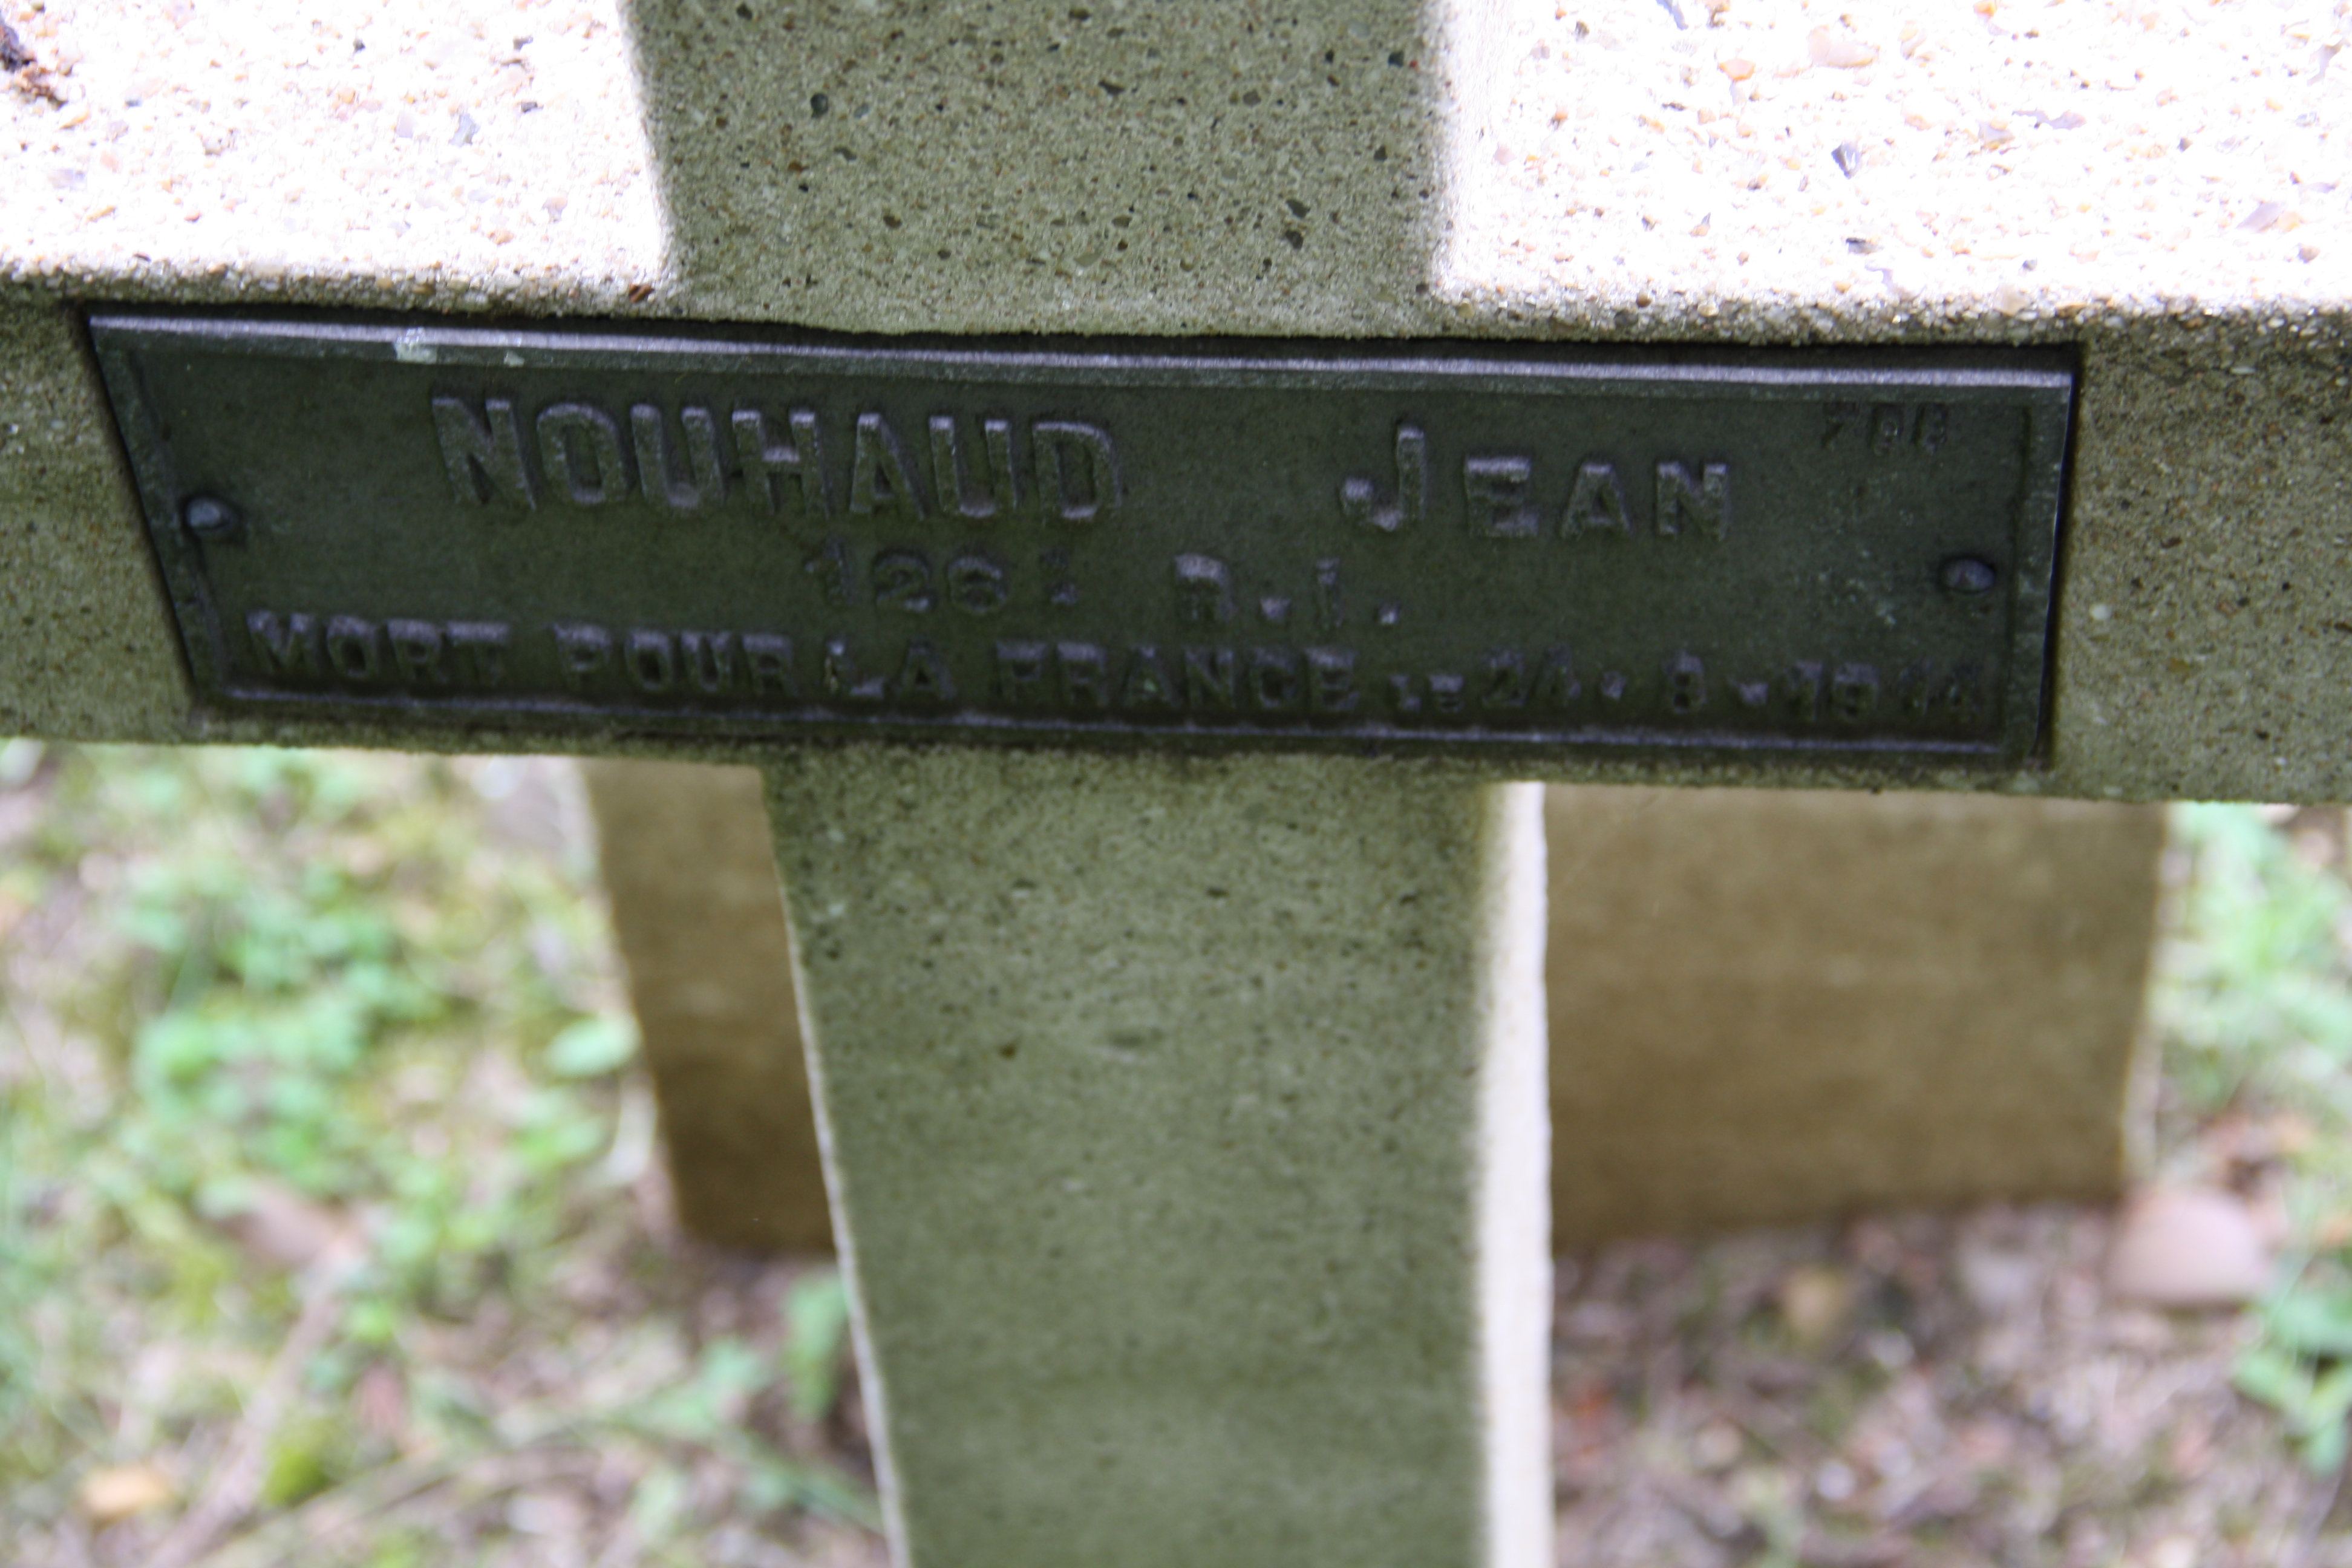 NOUHAUD JEAN
126e R.I.
MORT POUR LA FRANCE LE 24.8.1914